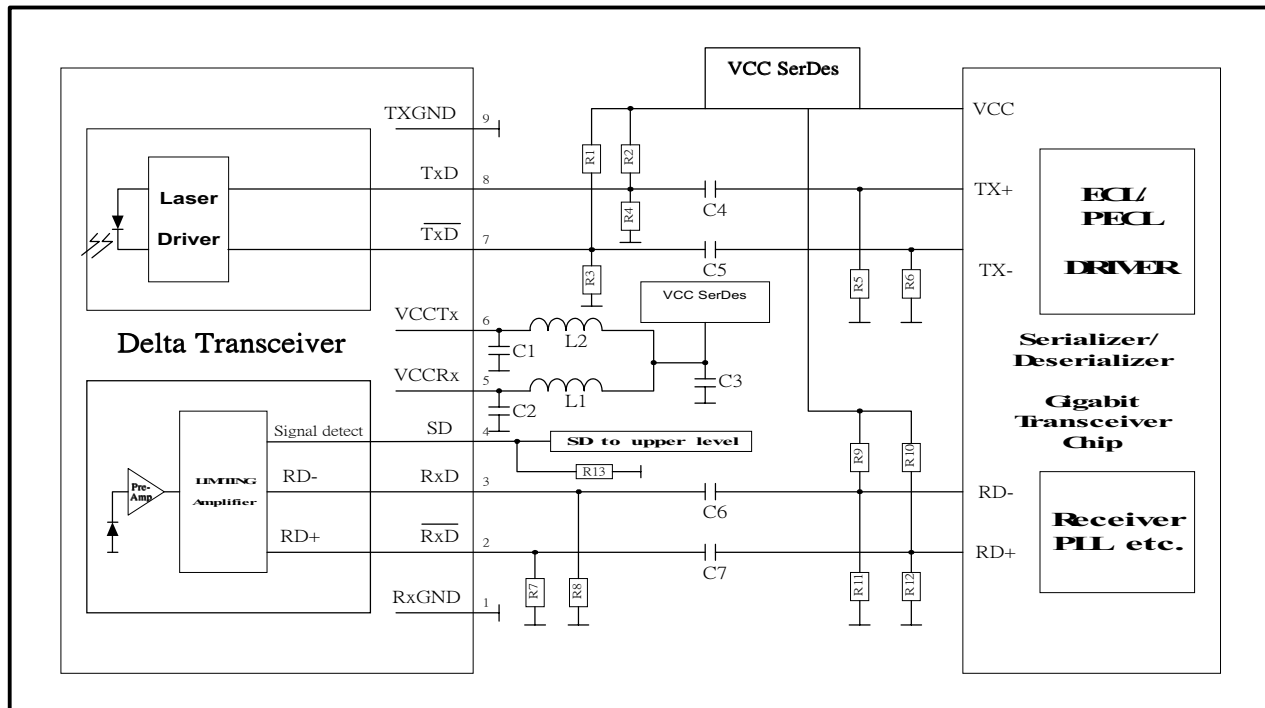 VCC SerDes
TXGND
9
VCC
R1
R2
TxD
8
Laser
Driver
R4
C4
TX+
ECL/
PECL
DRIVER
TxD
7
R3
C5
R5
R6
TX-
VCC SerDes
VCCTx
6
C1
L2
Delta Transceiver
Serializer/
Deserializer
VCCRx
5
C2
L1
C3
Gigabit
Transceiver
Chip
Signal detect
SD
4
SD to upper level
R13
R9
R10
Pre-
Amp
LIMITING
Amplifier
RD-
RxD
3
C6
RD-
Receiver
PLL etc.
RD+
RxD
2
C7
RD+
R7
R8
R11
R12
RxGND
1